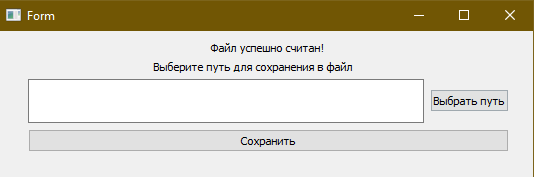 Form
Файл успешно считан!
Выберите путь для сохранения в файл
Выбрать путь
Сохранить